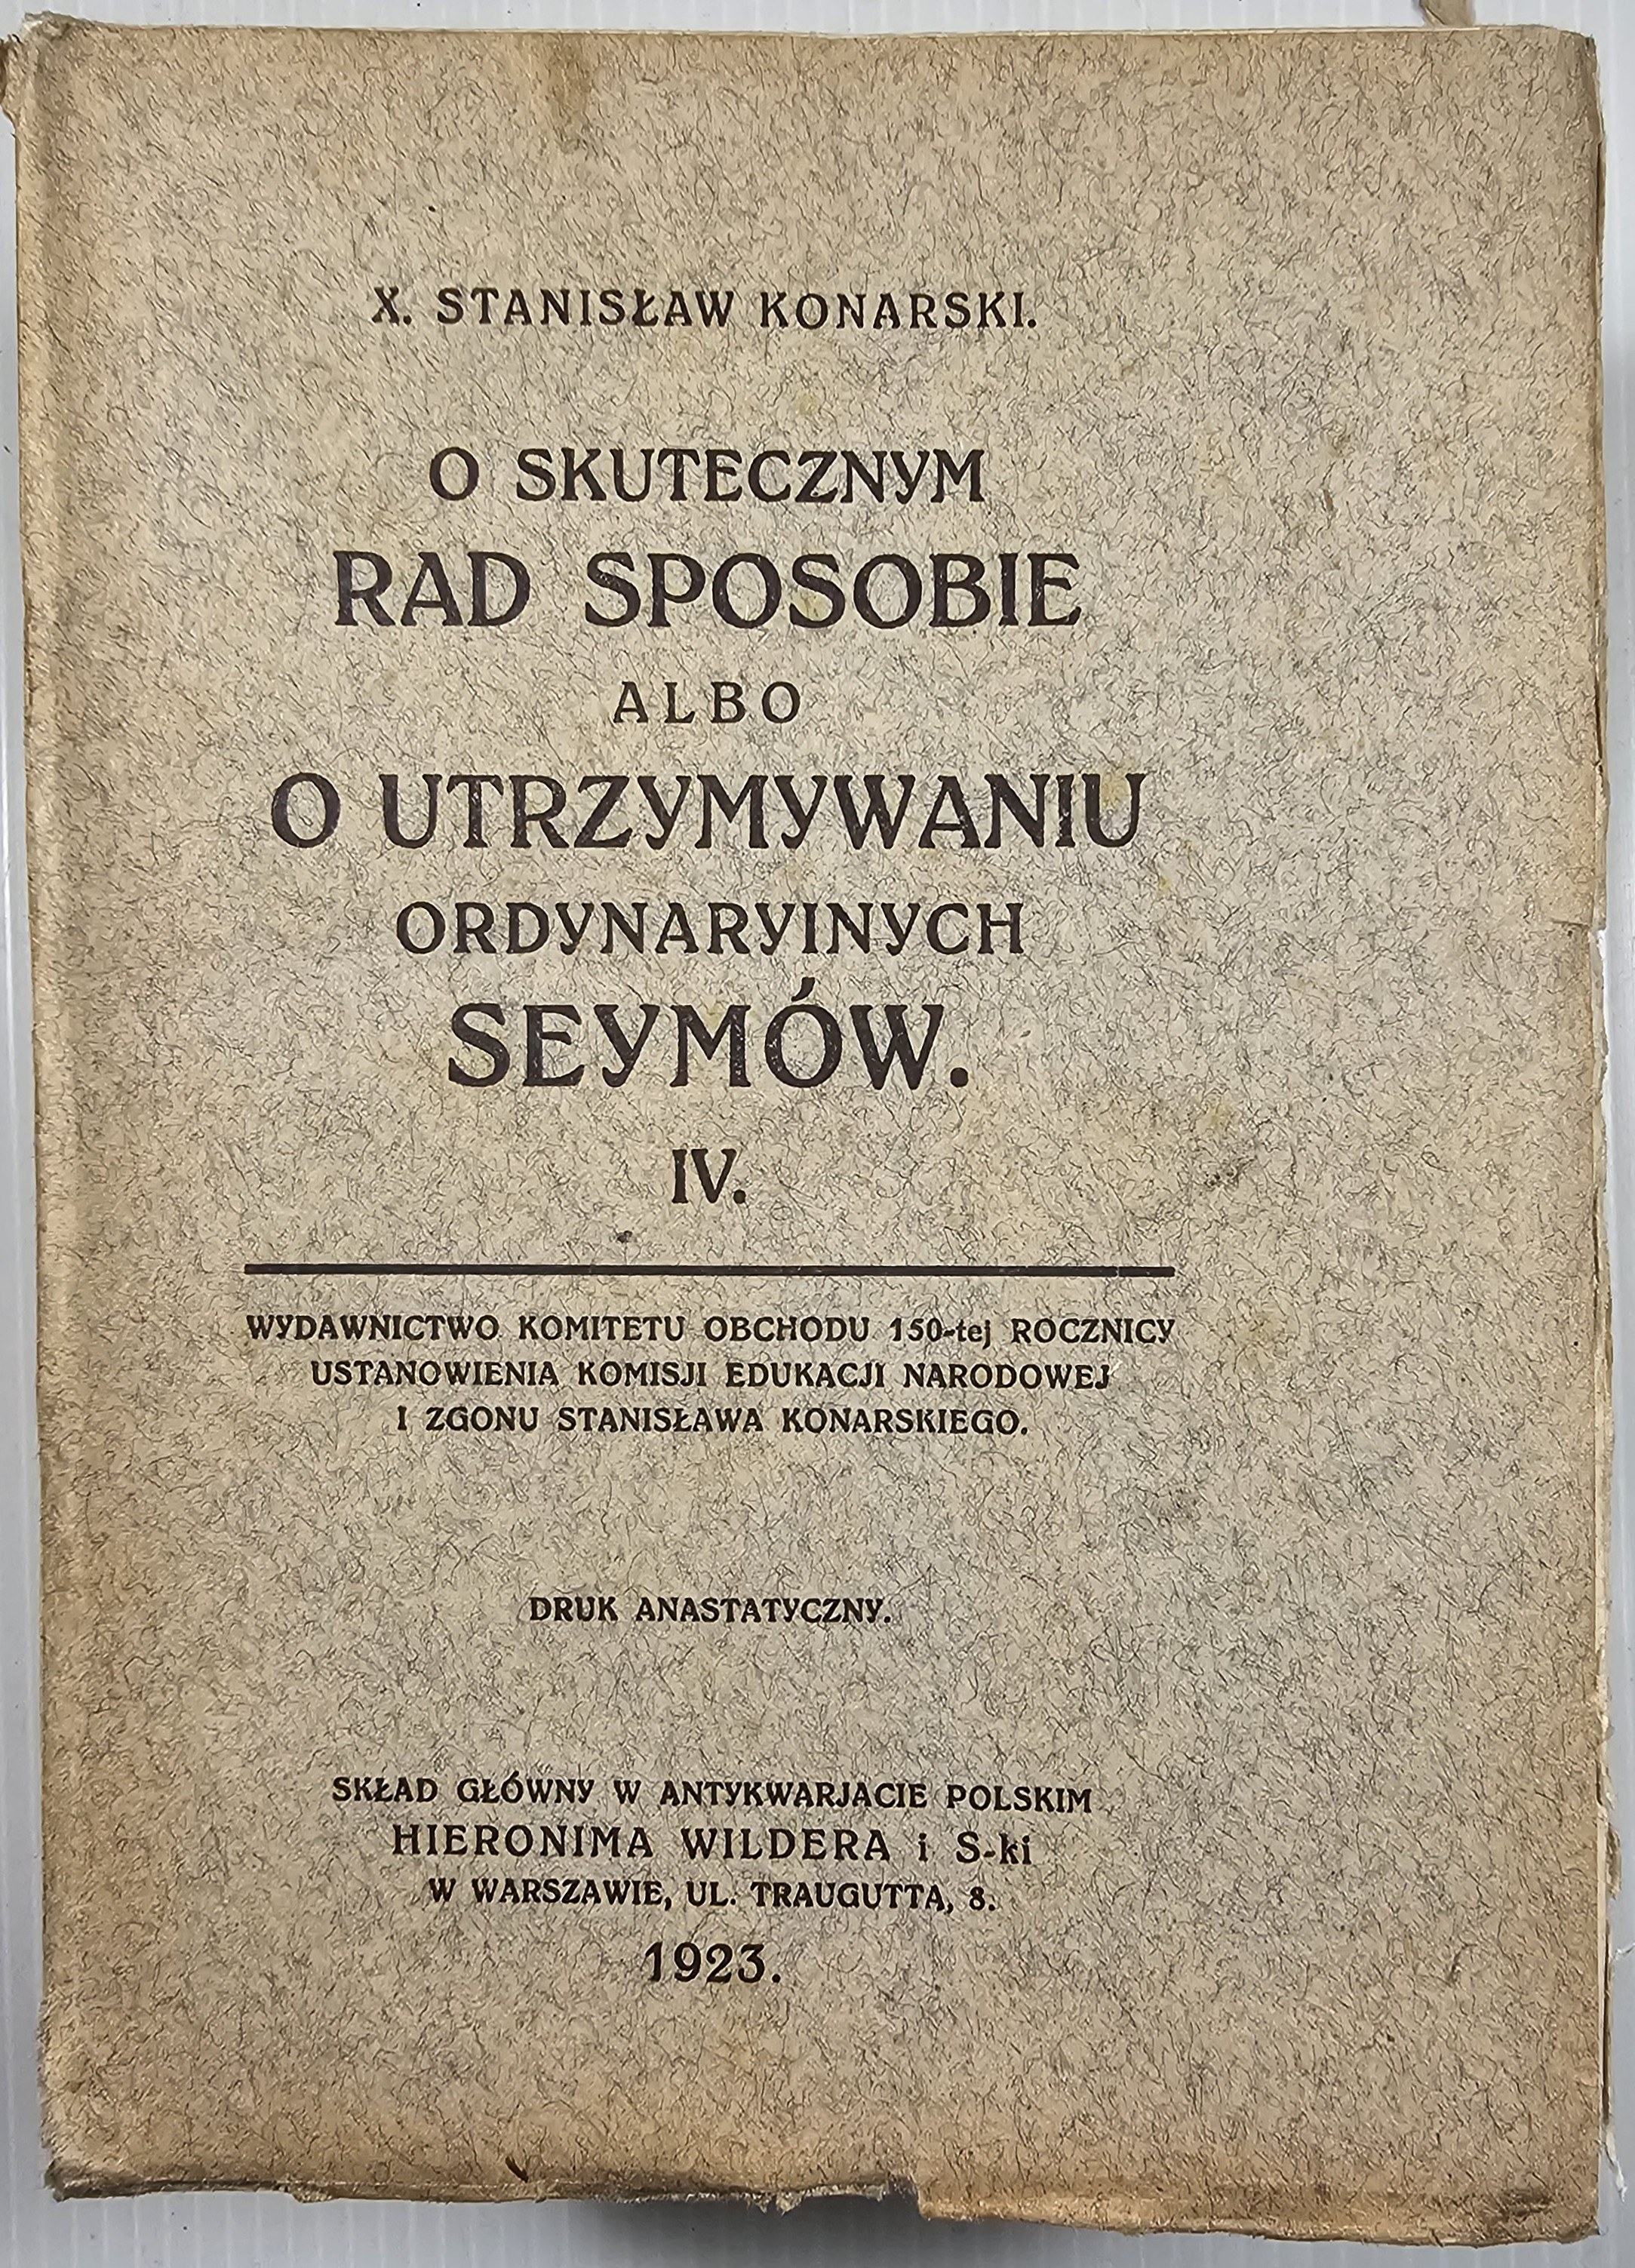 X. STANISŁAW KONARSKI.
O SKUTECZNYM
RAD SPOSOBIE
ALBO
O UTRZYMYWANIU
ORDYNARYINYCH
SEYMÓW.
IV.
WYDAWNICTWO KOMITETU OBCHODU 150-tej ROCZNICY
USTANOWIENIA KOMISJI EDUKACJI NARODOWEJ
I ZGONU STANISŁAWA KONARSKIEGO.
DRUK ANASTATYCZNY.
SKŁAD GŁÓWNY W ANTYKWARJACIE POLSKIM
HIERONIMA WILDERA i S-ki
W WARSZAWIE, UL. TRAUGUTTA, 8.
1923.